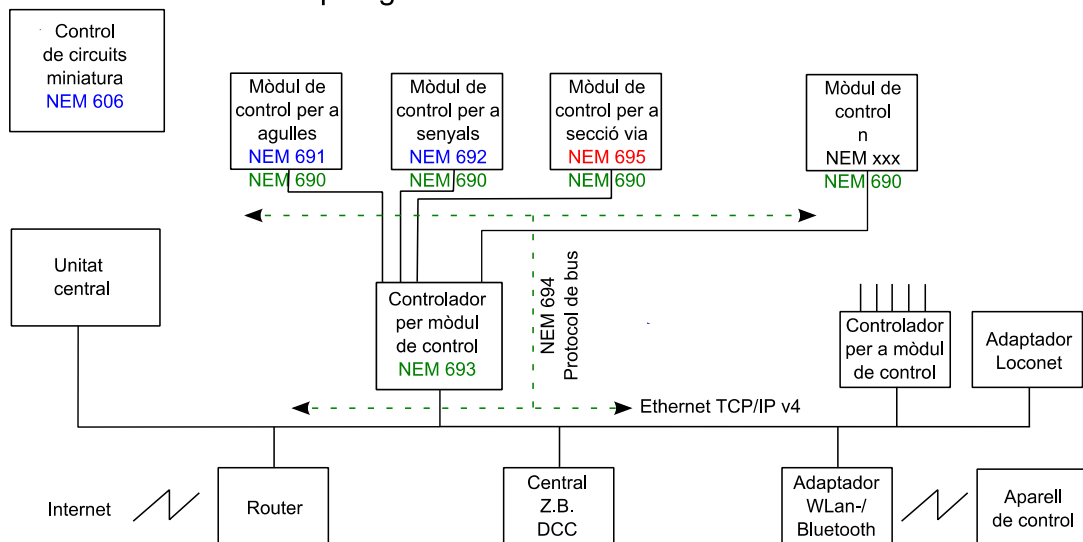 Control
de circuits
miniatura
NEM 606
Mòdul de
control per a
agulles
NEM 691
NEM 690
Mòdul de
control per a
senyals
NEM 692
NEM 690
Mòdul de
control per a
secció via
NEM 695
NEM 690
Mòdul de
control
n
NEM xxx
NEM 690
Unitat
central
Controlador
per mòdul
de control
NEM 693
NEM 694
Protocol de bus
Controlador
per a mòdul
de control
Adaptador
Loconet
Ethernet TCP/IP v4
Internet
Router
Central
Z.B.
DCC
Adaptador
WLan-/
Bluetooth
Aparell
de control